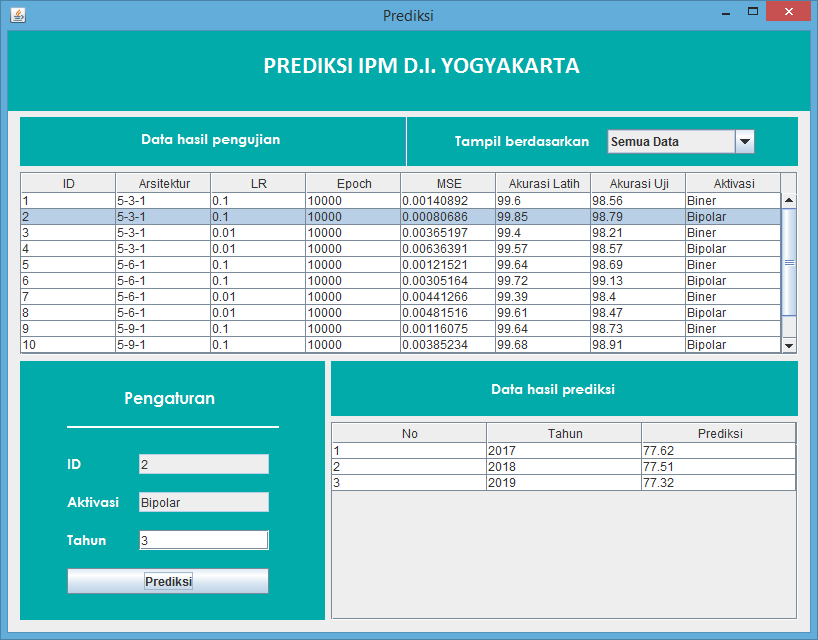 Prediksi
PREDIKSI IPM D.I. YOGYAKARTA
Data hasil pengujian
Tampil berdasarkan Semua Data
ID Arsitektur LR Epoch MSE Akurasi Latih Akurasi Uji Aktivasi
1 5-3-1 0.1 10000 0.00140892 99.6 98.56 Biner
2 5-3-1 0.1 10000 0.00080686 99.85 98.79 Bipolar
3 5-3-1 0.01 10000 0.00365197 99.4 98.21 Biner
4 5-3-1 0.01 10000 0.00636391 99.57 98.57 Bipolar
5 5-6-1 0.1 10000 0.00121521 99.64 98.69 Biner
6 5-6-1 0.1 10000 0.00305164 99.72 99.13 Bipolar
7 5-6-1 0.01 10000 0.00441266 99.39 98.4 Biner
8 5-6-1 0.01 10000 0.00481516 99.61 98.47 Bipolar
9 5-9-1 0.1 10000 0.00116075 99.64 98.73 Biner
10 5-9-1 0.1 10000 0.00385234 99.68 98.91 Bipolar
Pengaturan
ID 2
Aktivasi Bipolar
Tahun 3
Prediksi
Data hasil prediksi
No Tahun Prediksi
1 2017 77.62
2 2018 77.51
3 2019 77.32